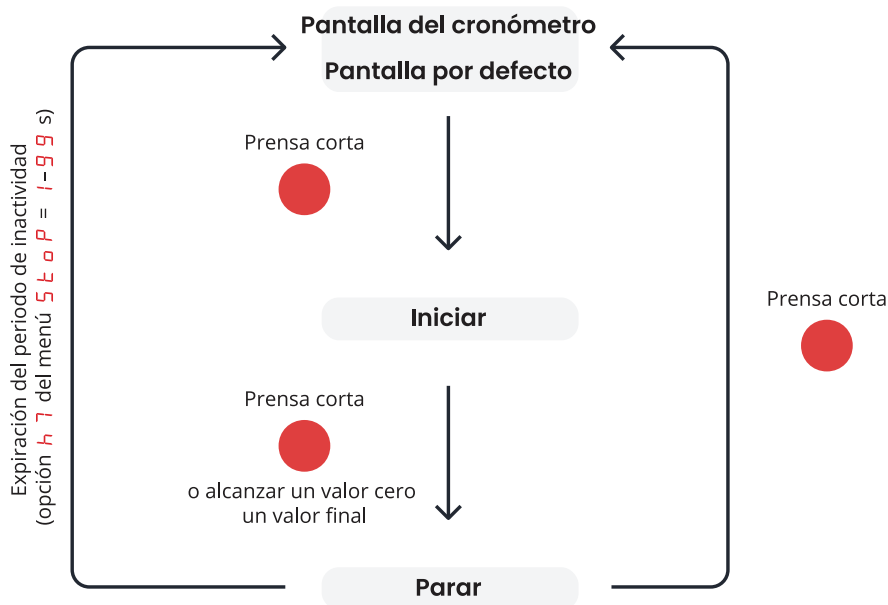 Pantalla del cronómetro
Pantalla por defecto
Prensa corta
Iniciar
Prensa corta
Prensa corta
o alcanzar un valor cero
un valor final
Parar
Expiración del periodo de inactividad
(opción h7 del menú StoP = 1-99 s)